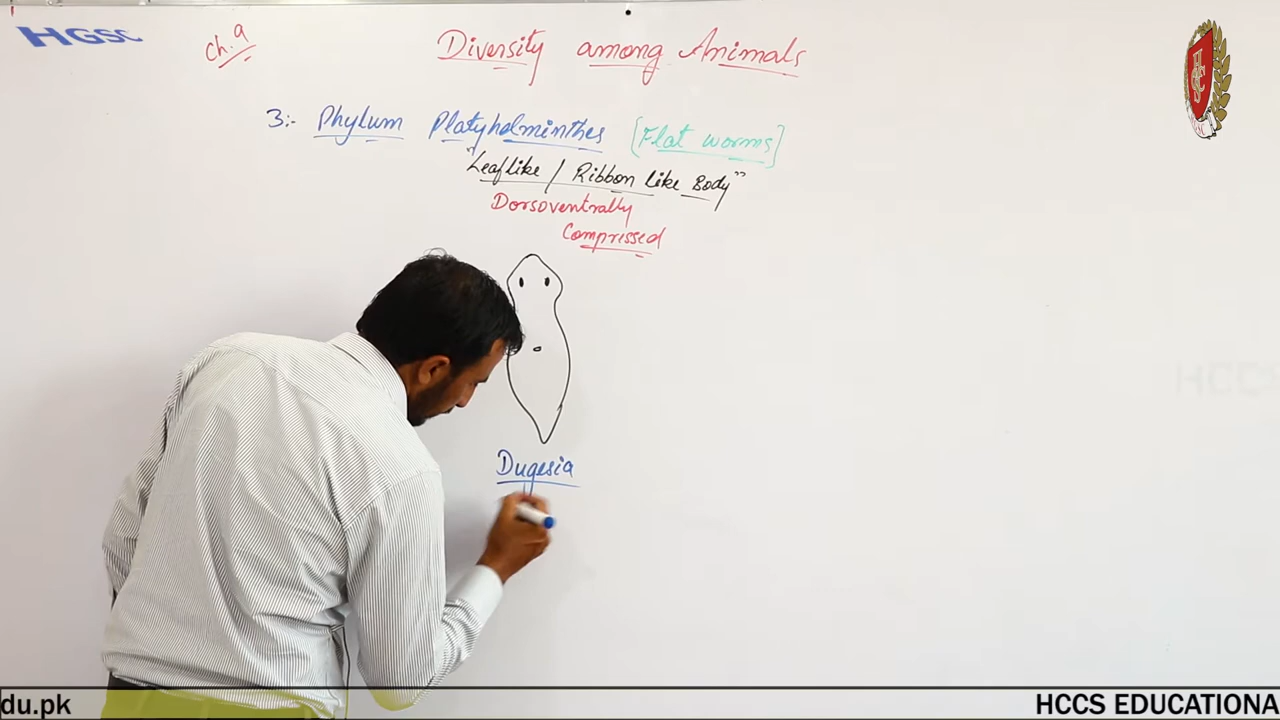 HGSC
Ch.9
Diversity among Animals
3:- Phylum Platyhelminthes [Flat worms]
"Leaflike / Ribbon like Body"
Dorsoventrally
Compressed
HCCS
Dugesia
du.pk
HCCS EDUCATIONA